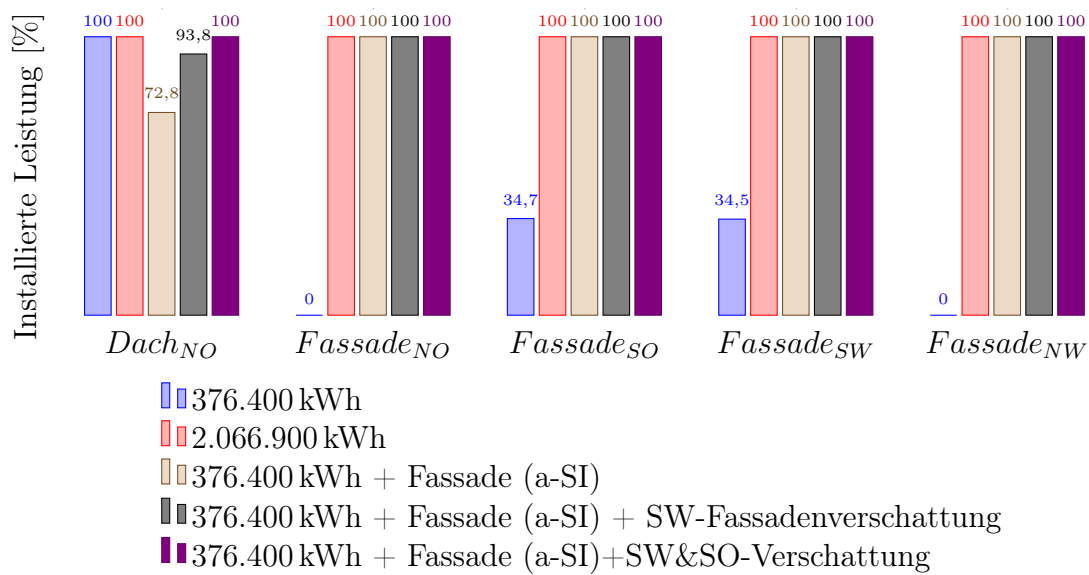 Installierte Leistung [%]
100 100 72,8 93,8 100
0 100 100 100 100
34,7 100 100 100 100
34,5 100 100 100 100
0 100 100 100 100
Dach_NO Fassade_NO Fassade_SO Fassade_SW Fassade_NW
376.400 kWh
2.066.900 kWh
376.400 kWh + Fassade (a-SI)
376.400 kWh + Fassade (a-SI) + SW-Fassadenverschattung
376.400 kWh + Fassade (a-SI)+SW&SO-Verschattung